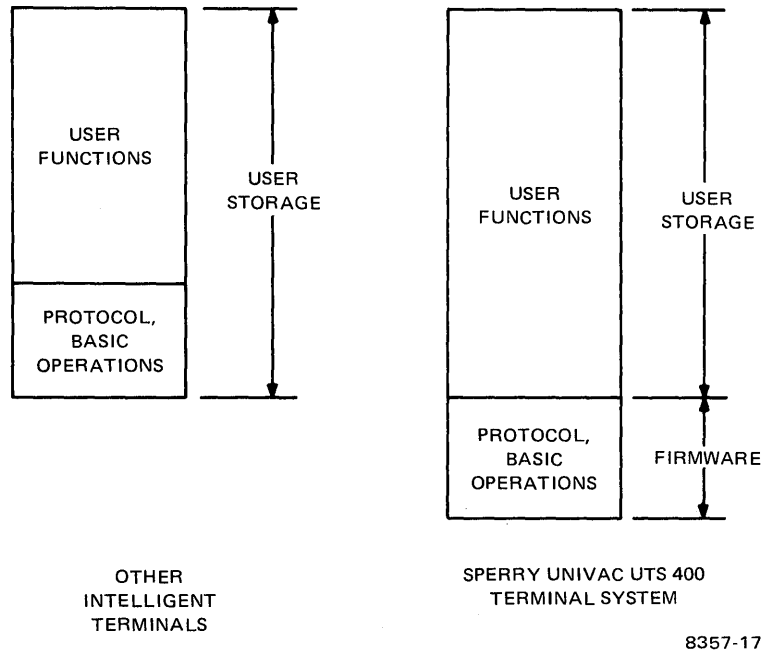 USER
FUNCTIONS
USER
STORAGE
PROTOCOL,
BASIC
OPERATIONS
OTHER
INTELLIGENT
TERMINALS
USER
FUNCTIONS
USER
STORAGE
PROTOCOL,
BASIC
OPERATIONS
FIRMWARE
SPERRY UNIVAC UTS 400
TERMINAL SYSTEM
8357-17